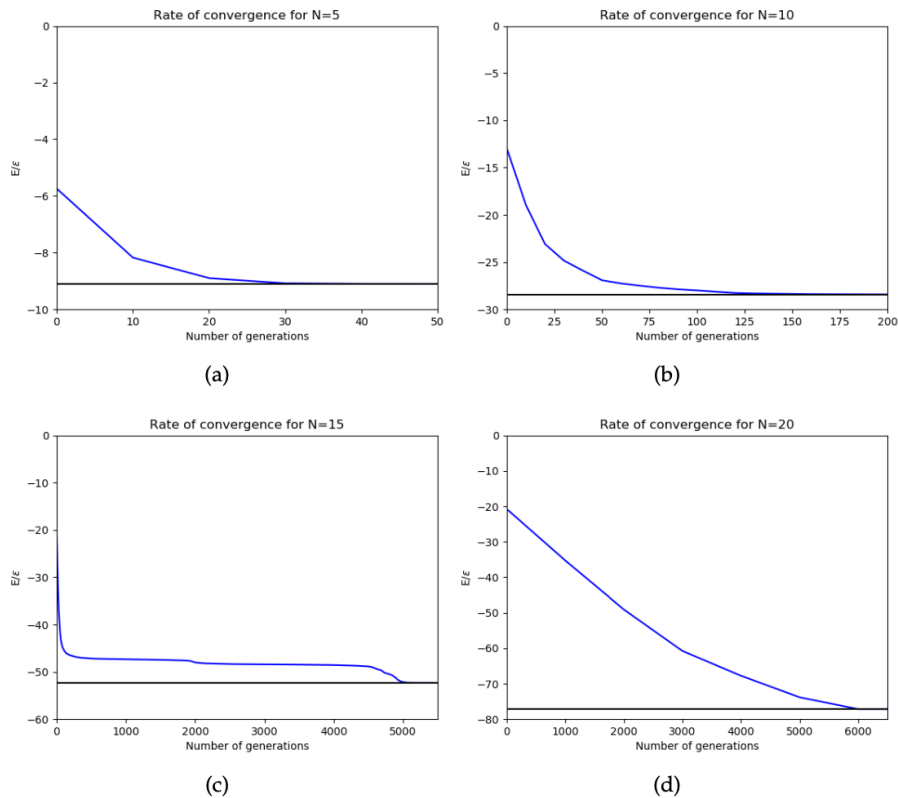 Rate of convergence for N=5
0
−2
−4
−6
−8
−10
E/ε
0 10 20 30 40 50
Number of generations
(a)
Rate of convergence for N=10
0
−5
−10
−15
−20
−25
−30
E/ε
0 25 50 75 100 125 150 175 200
Number of generations
(b)
Rate of convergence for N=15
0
−10
−20
−30
−40
−50
−60
E/ε
0 1000 2000 3000 4000 5000
Number of generations
(c)
Rate of convergence for N=20
0
−10
−20
−30
−40
−50
−60
−70
−80
E/ε
0 1000 2000 3000 4000 5000 6000
Number of generations
(d)